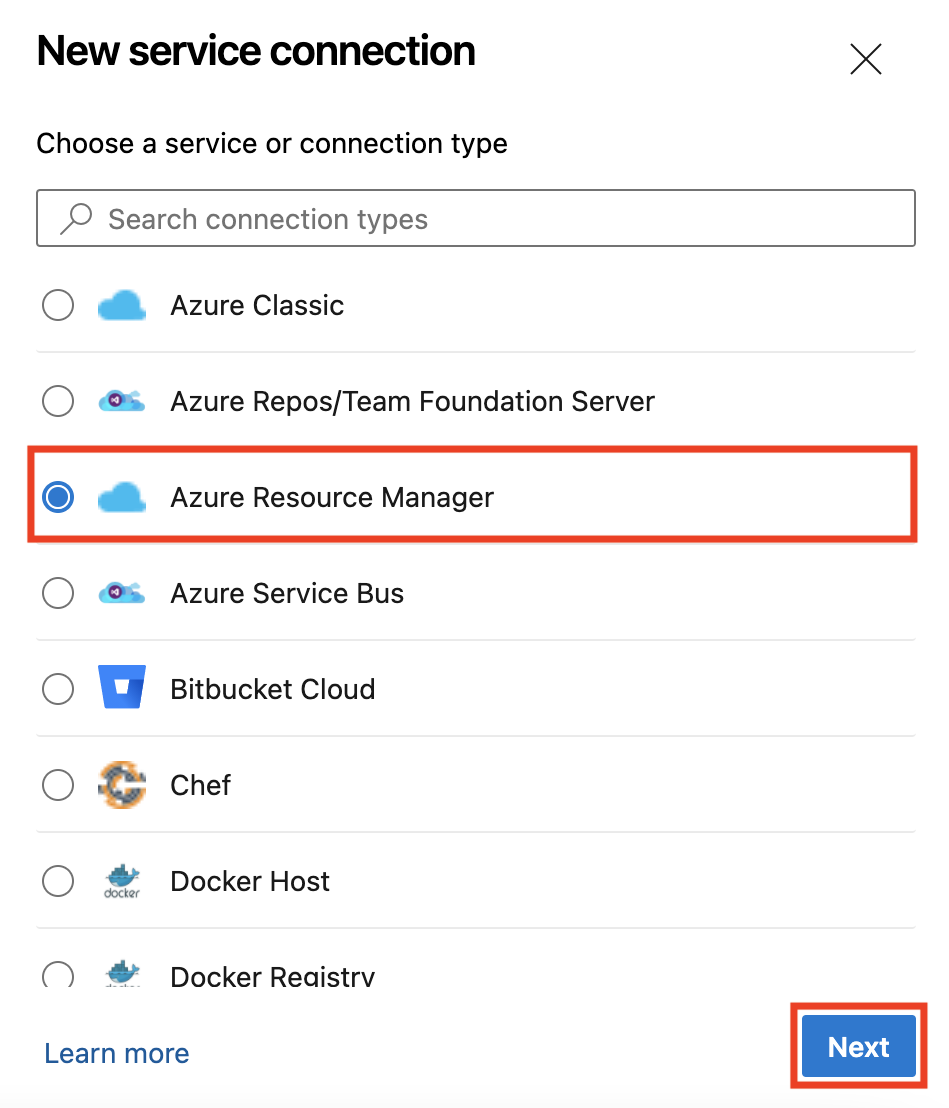 New service connection
Choose a service or connection type
Search connection types
Azure Classic
Azure Repos/Team Foundation Server
Azure Resource Manager
Azure Service Bus
Bitbucket Cloud
Chef
docker Docker Host
Docker Registry
Learn more
Next